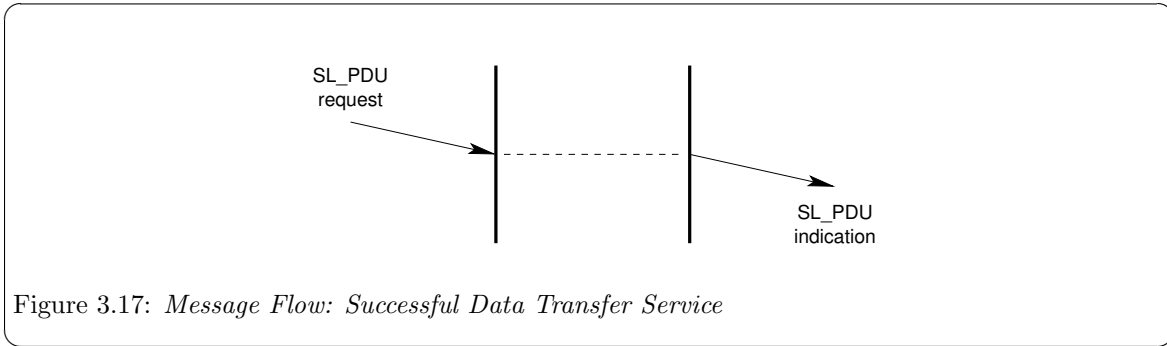 SL_PDU
request
SL_PDU
indication
Figure 3.17: Message Flow: Successful Data Transfer Service